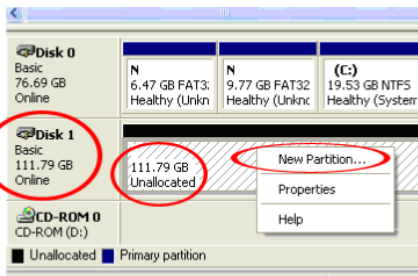 Disk 0
Basic
76.69 GB
Online
N
6.47 GB FAT32
Healthy (Unkn
N
9.77 GB FAT32
Healthy (Unknc
(C:)
19.53 GB NTFS
Healthy (System
Disk 1
Basic
111.79 GB
Online
111.79 GB
Unallocated
New Partition...
Properties
Help
CD-ROM 0
CD-ROM (D:)
Unallocated
Primary partition